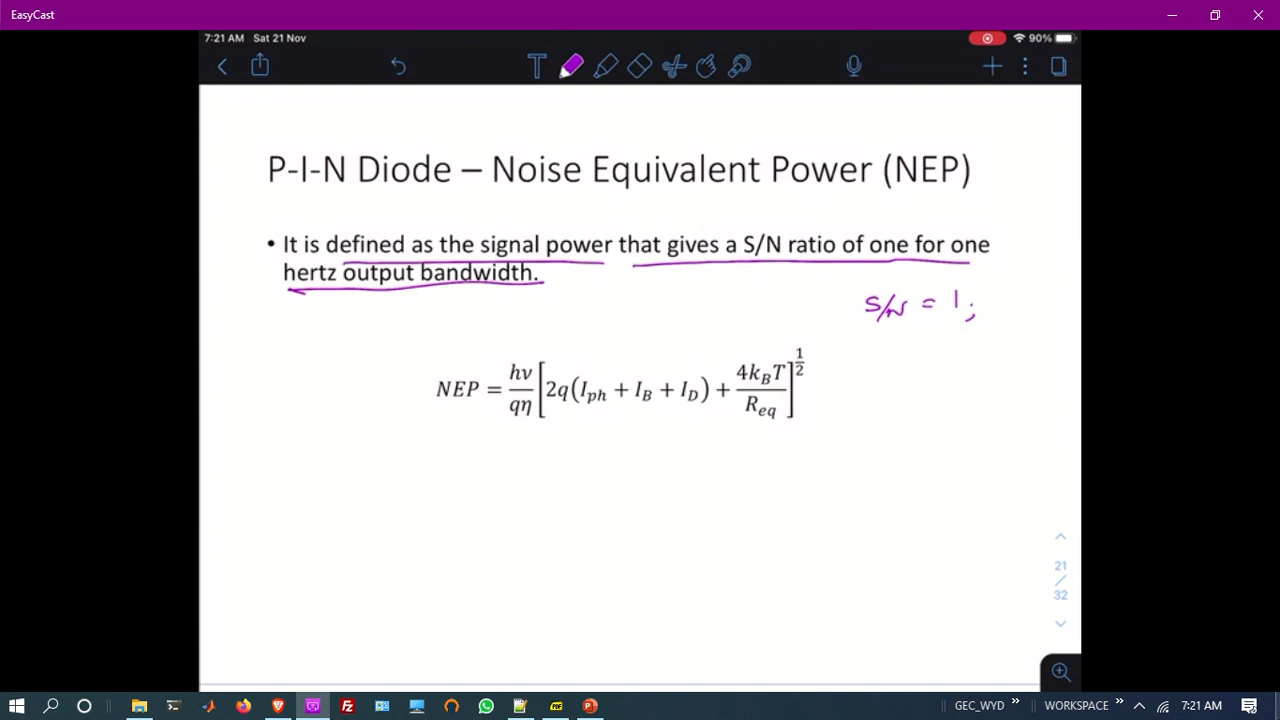 EasyCast
7:21 AM Sat 21 Nov
90%
P-I-N Diode – Noise Equivalent Power (NEP)
• It is defined as the signal power that gives a S/N ratio of one for one
hertz output bandwidth.
S/N = 1;
NEP = hν/qη [2q(I_ph + I_B + I_D) + 4k_BT/R_eq]^1/2
21
/
32
GEC_WYD » WORKSPACE » 7:21 AM